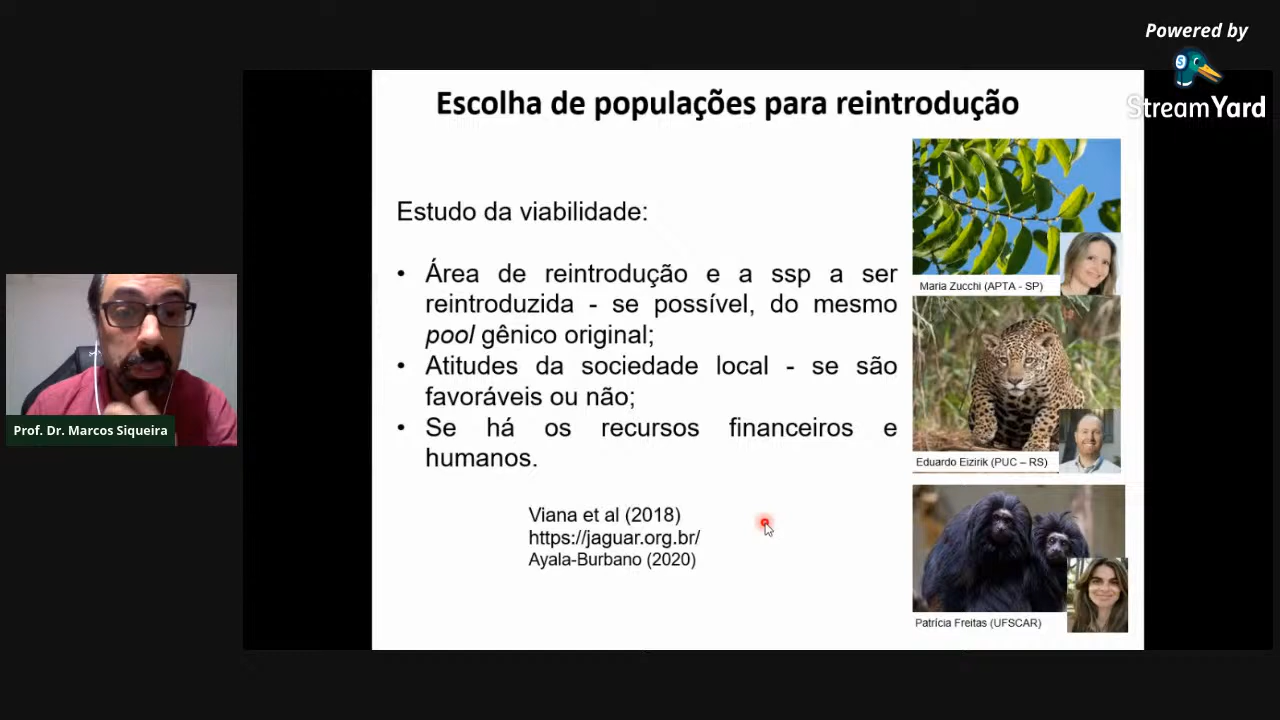 Powered by
StreamYard
Escolha de populações para reintrodução
Estudo da viabilidade:
• Área de reintrodução e a ssp a ser
reintroduzida - se possível, do mesmo
pool gênico original;
• Atitudes da sociedade local - se são
favoráveis ou não;
• Se há os recursos financeiros e
humanos.
Viana et al (2018)
https://jaguar.org.br/
Ayala-Burbano (2020)
Maria Zucchi (APTA - SP)
Eduardo Eizirik (PUC – RS)
Patrícia Freitas (UFSCAR)
Prof. Dr. Marcos Siqueira